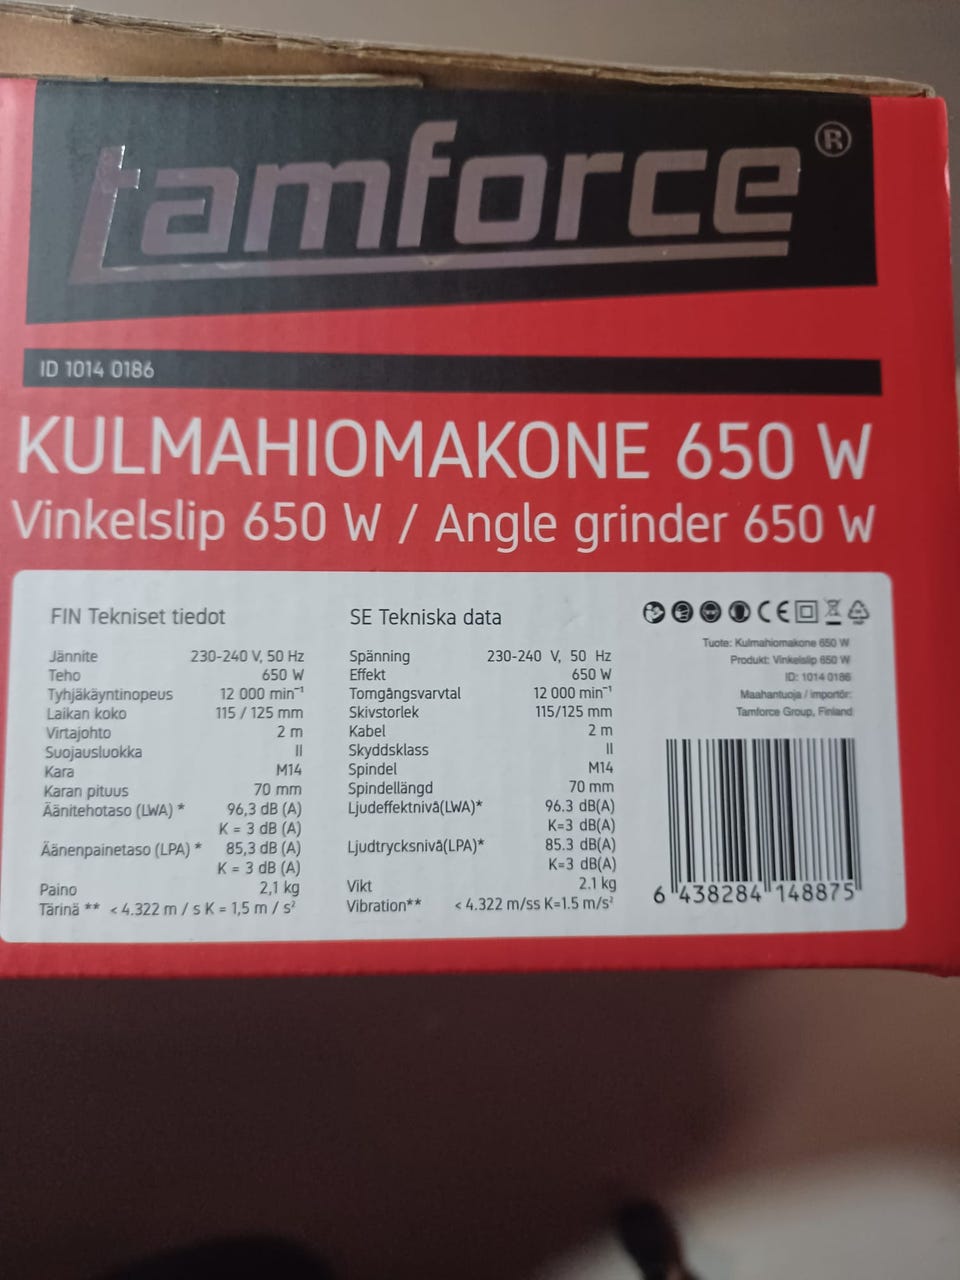 tamforce®
ID 1014 0186
KULMAHIOMAKONE 650 W
Vinkelslip 650 W / Angle grinder 650 W
FIN Tekniset tiedot
Jännite 230-240 V, 50 Hz
Teho 650 W
Tyhjäkäyntinopeus 12 000 min⁻¹
Laikan koko 115 / 125 mm
Virtajohto 2 m
Suojausluokka II
Kara M14
Karan pituus 70 mm
Äänitehotaso (LWA) * 96,3 dB (A)
K = 3 dB (A)
Äänenpainetaso (LPA) * 85,3 dB (A)
K = 3 dB (A)
Paino 2,1 kg
Tärinä ** < 4.322 m / s K = 1,5 m / s²
SE Tekniska data
Spänning 230-240 V, 50 Hz
Effekt 650 W
Tomgångsvarvtal 12 000 min⁻¹
Skivstorlek 115/125 mm
Kabel 2 m
Skyddsklass II
Spindel M14
Spindellängd 70 mm
Ljudeffektnivå(LWA)* 96.3 dB(A)
K=3 dB(A)
Ljudtrycksnivå(LPA)* 85.3 dB(A)
K=3 dB(A)
Vikt 2.1 kg
Vibration** < 4.322 m/ss K=1.5 m/s²
CE
Tuote: Kulmahiomakone 650 W
Produkt: Vinkelslip 650 W
ID: 1014 0186
Maahantuoja / importör:
Tamforce Group, Finland
6 438284 148875